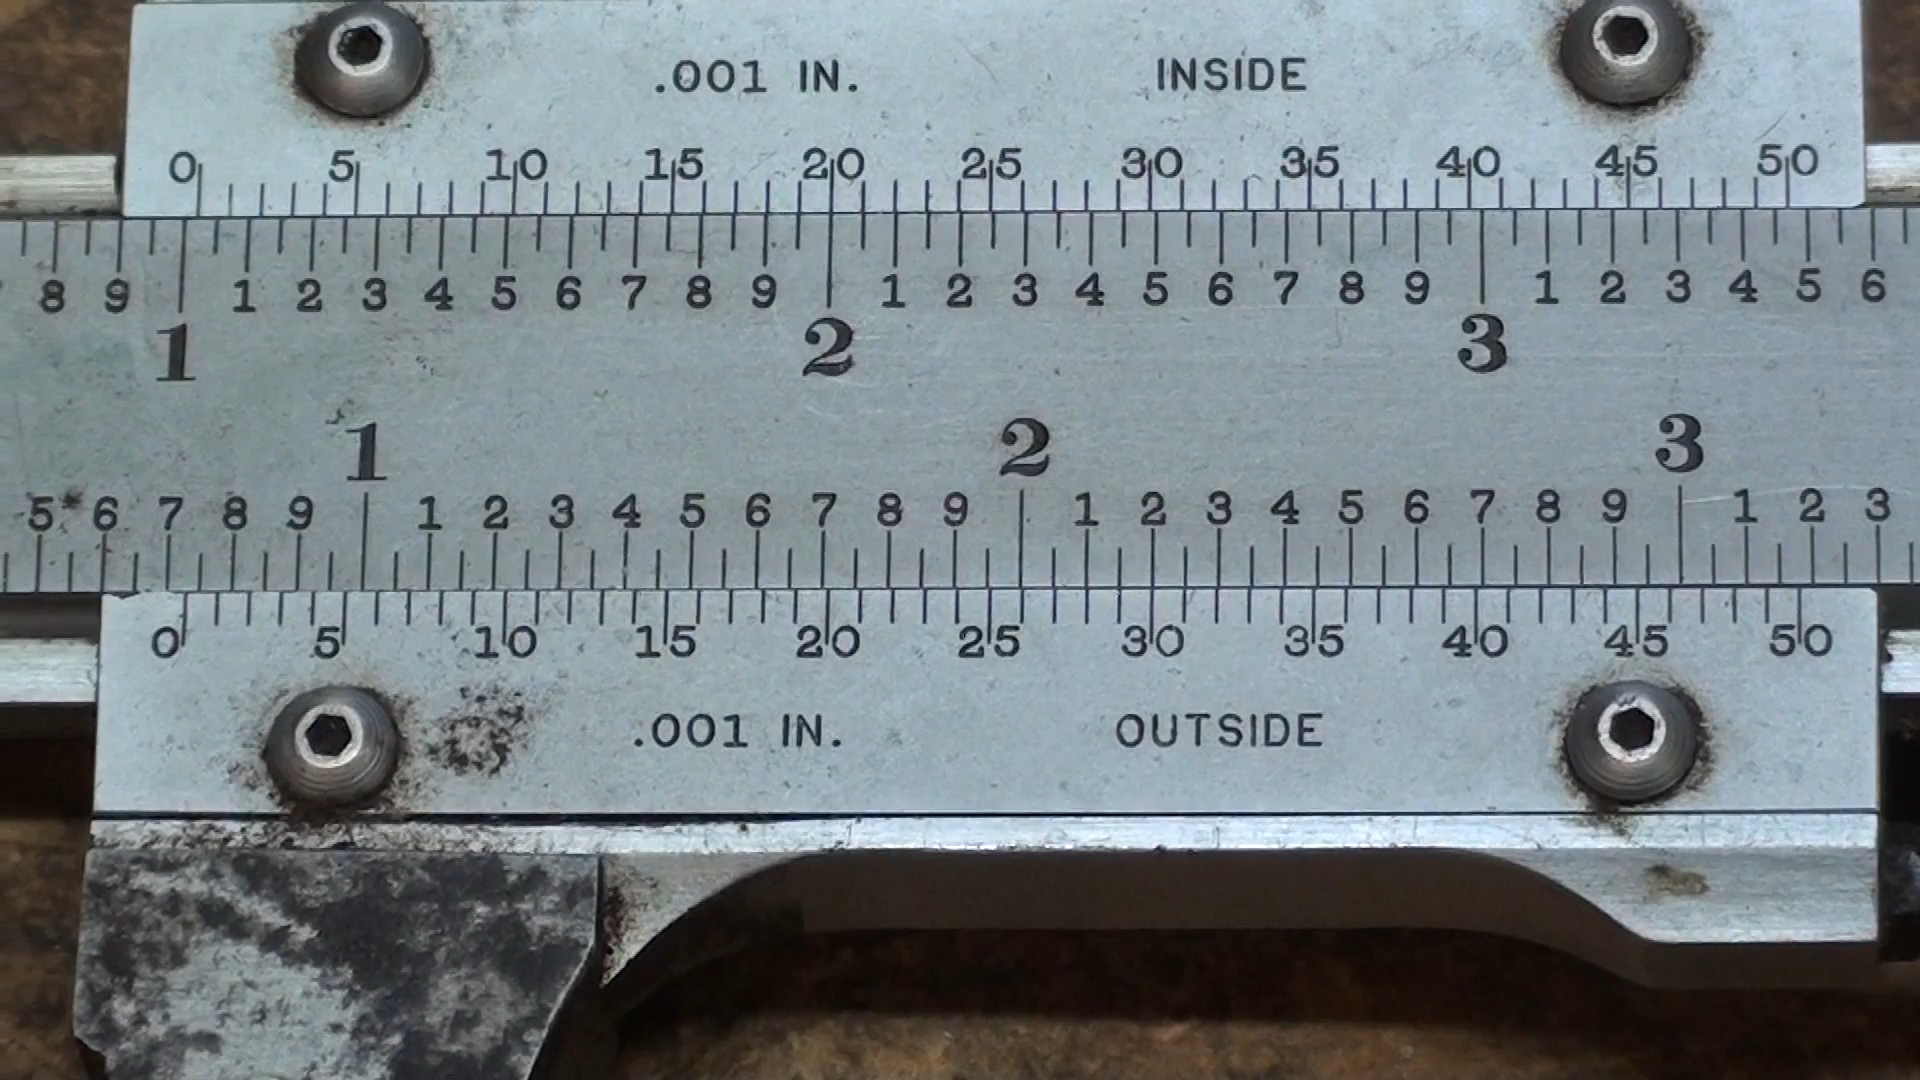 .001 IN. INSIDE
0 5 10 15 20 25 30 35 40 45 50
8 9 1 2 3 4 5 6 7 8 9 1 2 3 4 5 6 7 8 9 1 2 3 4 5 6
1 2 3
1 2 3
5 6 7 8 9 1 2 3 4 5 6 7 8 9 1 2 3 4 5 6 7 8 9 1 2 3
0 5 10 15 20 25 30 35 40 45 50
.001 IN. OUTSIDE